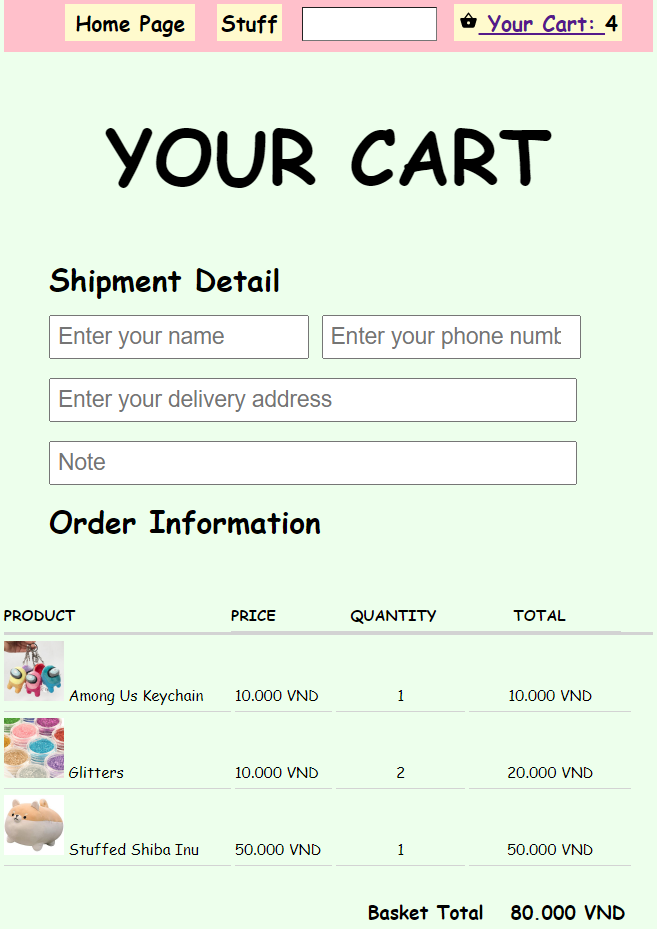 Home Page Stuff Your Cart: 4
YOUR CART
Shipment Detail
Enter your name Enter your phone numb
Enter your delivery address
Note
Order Information
PRODUCT PRICE QUANTITY TOTAL
Among Us Keychain 10.000 VND 1 10.000 VND
Glitters 10.000 VND 2 20.000 VND
Stuffed Shiba Inu 50.000 VND 1 50.000 VND
Basket Total 80.000 VND